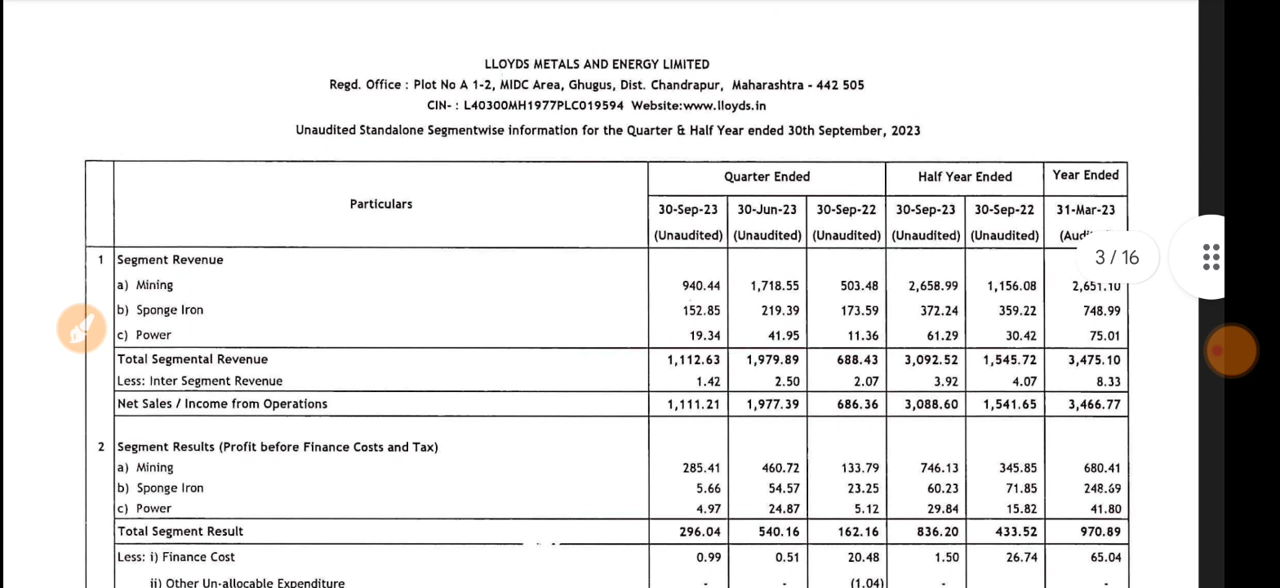 LLOYDS METALS AND ENERGY LIMITED
Regd. Office : Plot No A 1-2, MIDC Area, Ghugus, Dist. Chandrapur, Maharashtra - 442 505
CIN- : L40300MH1977PLC019594 Website:www.lloyds.in
Unaudited Standalone Segmentwise information for the Quarter & Half Year ended 30th September, 2023
Particulars Quarter Ended Half Year Ended Year Ended
30-Sep-23 30-Jun-23 30-Sep-22 30-Sep-23 30-Sep-22 31-Mar-23
(Unaudited) (Unaudited) (Unaudited) (Unaudited) (Unaudited)
3 / 16
1 Segment Revenue
a) Mining 940.44 1,718.55 503.48 2,658.99 1,156.08 2,651.10
b) Sponge Iron 152.85 219.39 173.59 372.24 359.22 748.99
c) Power 19.34 41.95 11.36 61.29 30.42 75.01
Total Segmental Revenue 1,112.63 1,979.89 688.43 3,092.52 1,545.72 3,475.10
Less: Inter Segment Revenue 1.42 2.50 2.07 3.92 4.07 8.33
Net Sales / Income from Operations 1,111.21 1,977.39 686.36 3,088.60 1,541.65 3,466.77
2 Segment Results (Profit before Finance Costs and Tax)
a) Mining 285.41 460.72 133.79 746.13 345.85 680.41
b) Sponge Iron 5.66 54.57 23.25 60.23 71.85 248.69
c) Power 4.97 24.87 5.12 29.84 15.82 41.80
Total Segment Result 296.04 540.16 162.16 836.20 433.52 970.89
Less: i) Finance Cost 0.99 0.51 20.48 1.50 26.74 65.04
ii) Other Un-allocable Expenditure - - (1.04) - - -